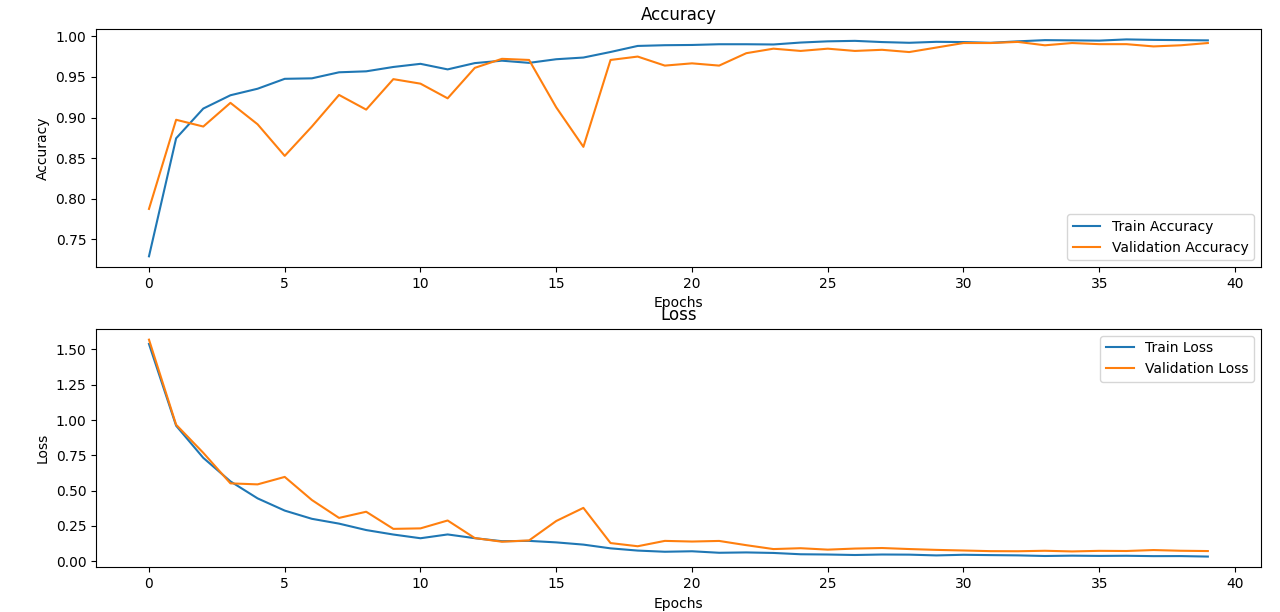 Accuracy
1.00
0.95
0.90
0.85
0.80
0.75
Accuracy
Train Accuracy
Validation Accuracy
0 5 10 15 20 25 30 35 40
Epochs
Loss
1.50
1.25
1.00
0.75
0.50
0.25
0.00
Loss
Train Loss
Validation Loss
0 5 10 15 20 25 30 35 40
Epochs